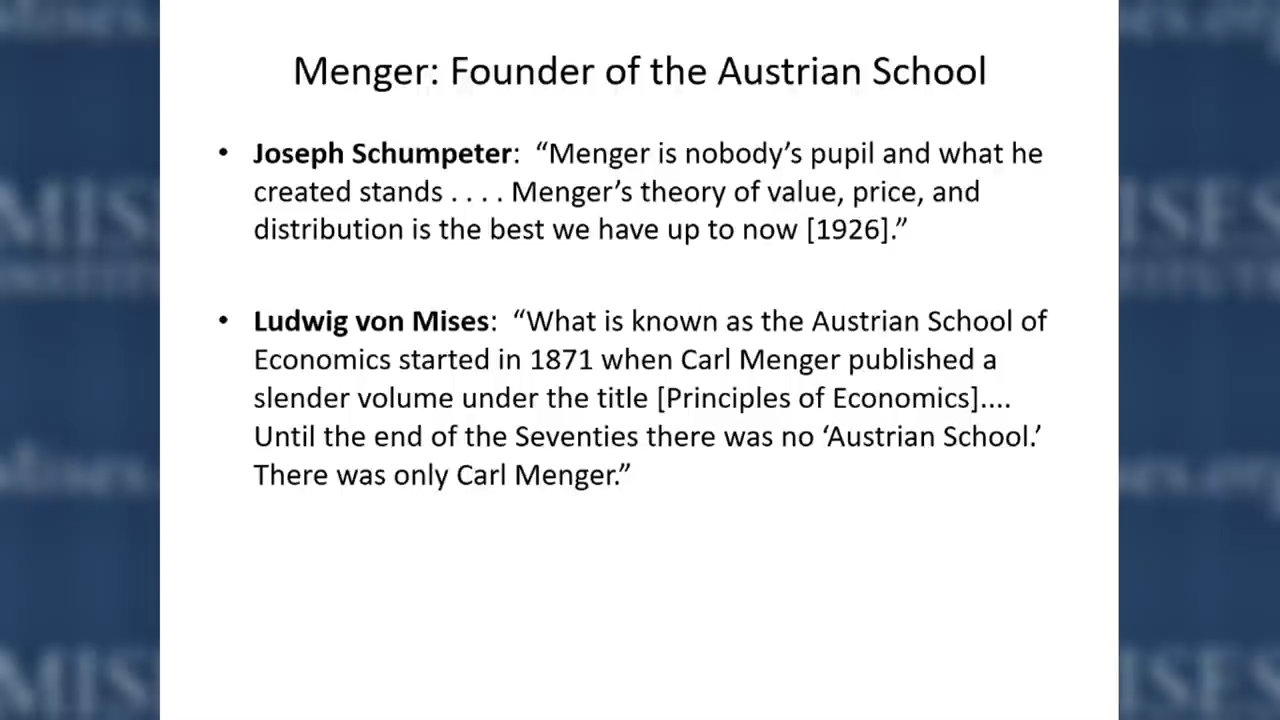 Menger: Founder of the Austrian School
• Joseph Schumpeter: “Menger is nobody’s pupil and what he
created stands . . . . Menger’s theory of value, price, and
distribution is the best we have up to now [1926].”
• Ludwig von Mises: “What is known as the Austrian School of
Economics started in 1871 when Carl Menger published a
slender volume under the title [Principles of Economics]....
Until the end of the Seventies there was no ‘Austrian School.’
There was only Carl Menger.”